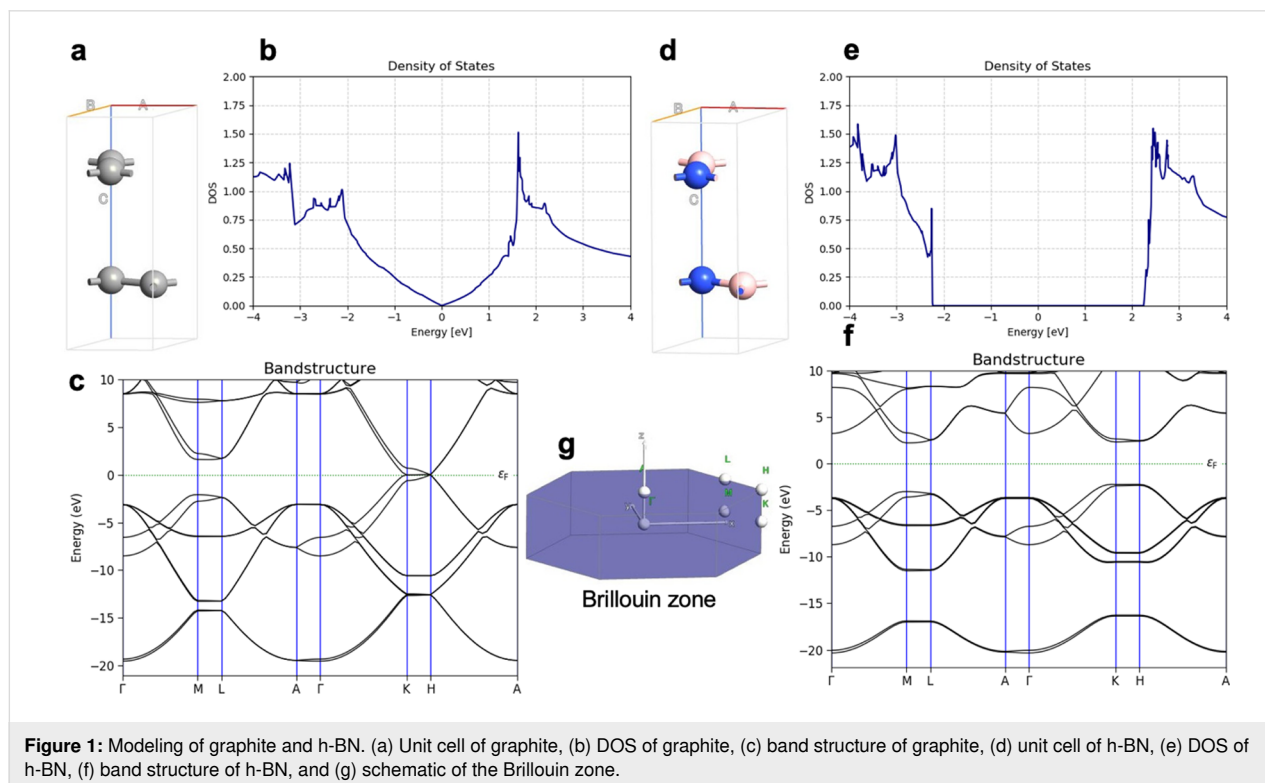 a
B
A
C
b
Density of States
2.00
1.75
1.50
1.25
1.00
0.75
0.50
0.25
0.00
DOS
−4 −3 −2 −1 0 1 2 3 4
Energy [eV]
d
B
A
C
e
Density of States
2.00
1.75
1.50
1.25
1.00
0.75
0.50
0.25
0.00
DOS
−4 −3 −2 −1 0 1 2 3 4
Energy [eV]
c
Bandstructure
10
5
0
−5
−10
−15
−20
Energy (eV)
εF
Γ M L A Γ K H A
g
L
H
M
K
Γ
Brillouin zone
f
Bandstructure
10
5
0
−5
−10
−15
−20
Energy (eV)
εF
Γ M L A Γ K H A
Figure 1: Modeling of graphite and h-BN. (a) Unit cell of graphite, (b) DOS of graphite, (c) band structure of graphite, (d) unit cell of h-BN, (e) DOS of
h-BN, (f) band structure of h-BN, and (g) schematic of the Brillouin zone.